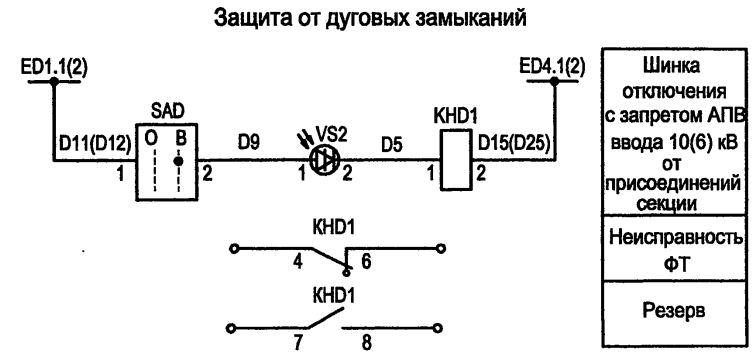 Защита от дуговых замыканий
ED1.1(2)
ED4.1(2)
SAD
O B
VS2
KHD1
D11(D12)
D9
D5
D15(D25)
1 2
1 2
1 2
KHD1
4 6
KHD1
7 8
Шинка
отключения
с запретом АПВ
ввода 10(6) кВ
от
присоединений
секции
Неисправность
ФТ
Резерв